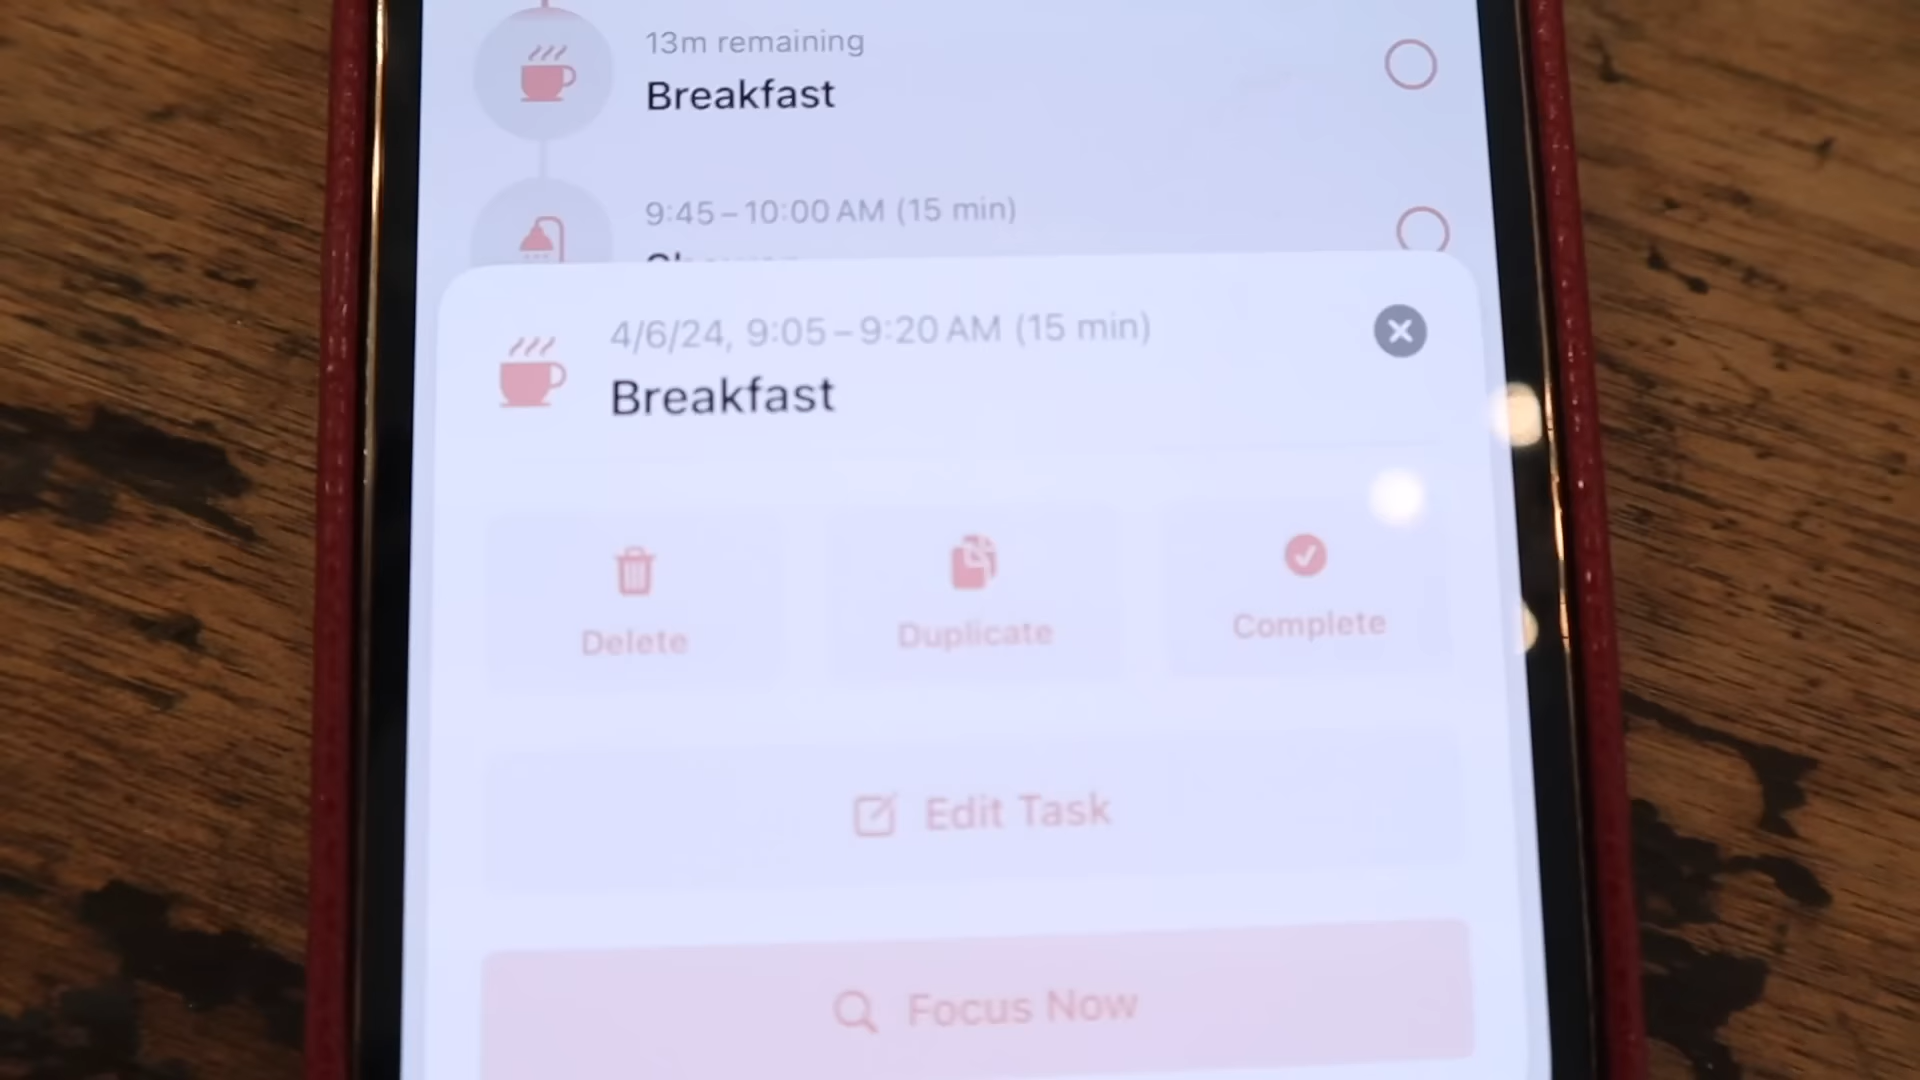 13m remaining
Breakfast
9:45 – 10:00 AM (15 min)
4/6/24, 9:05 – 9:20 AM (15 min)
Breakfast
Delete
Duplicate
Complete
Edit Task
Focus Now